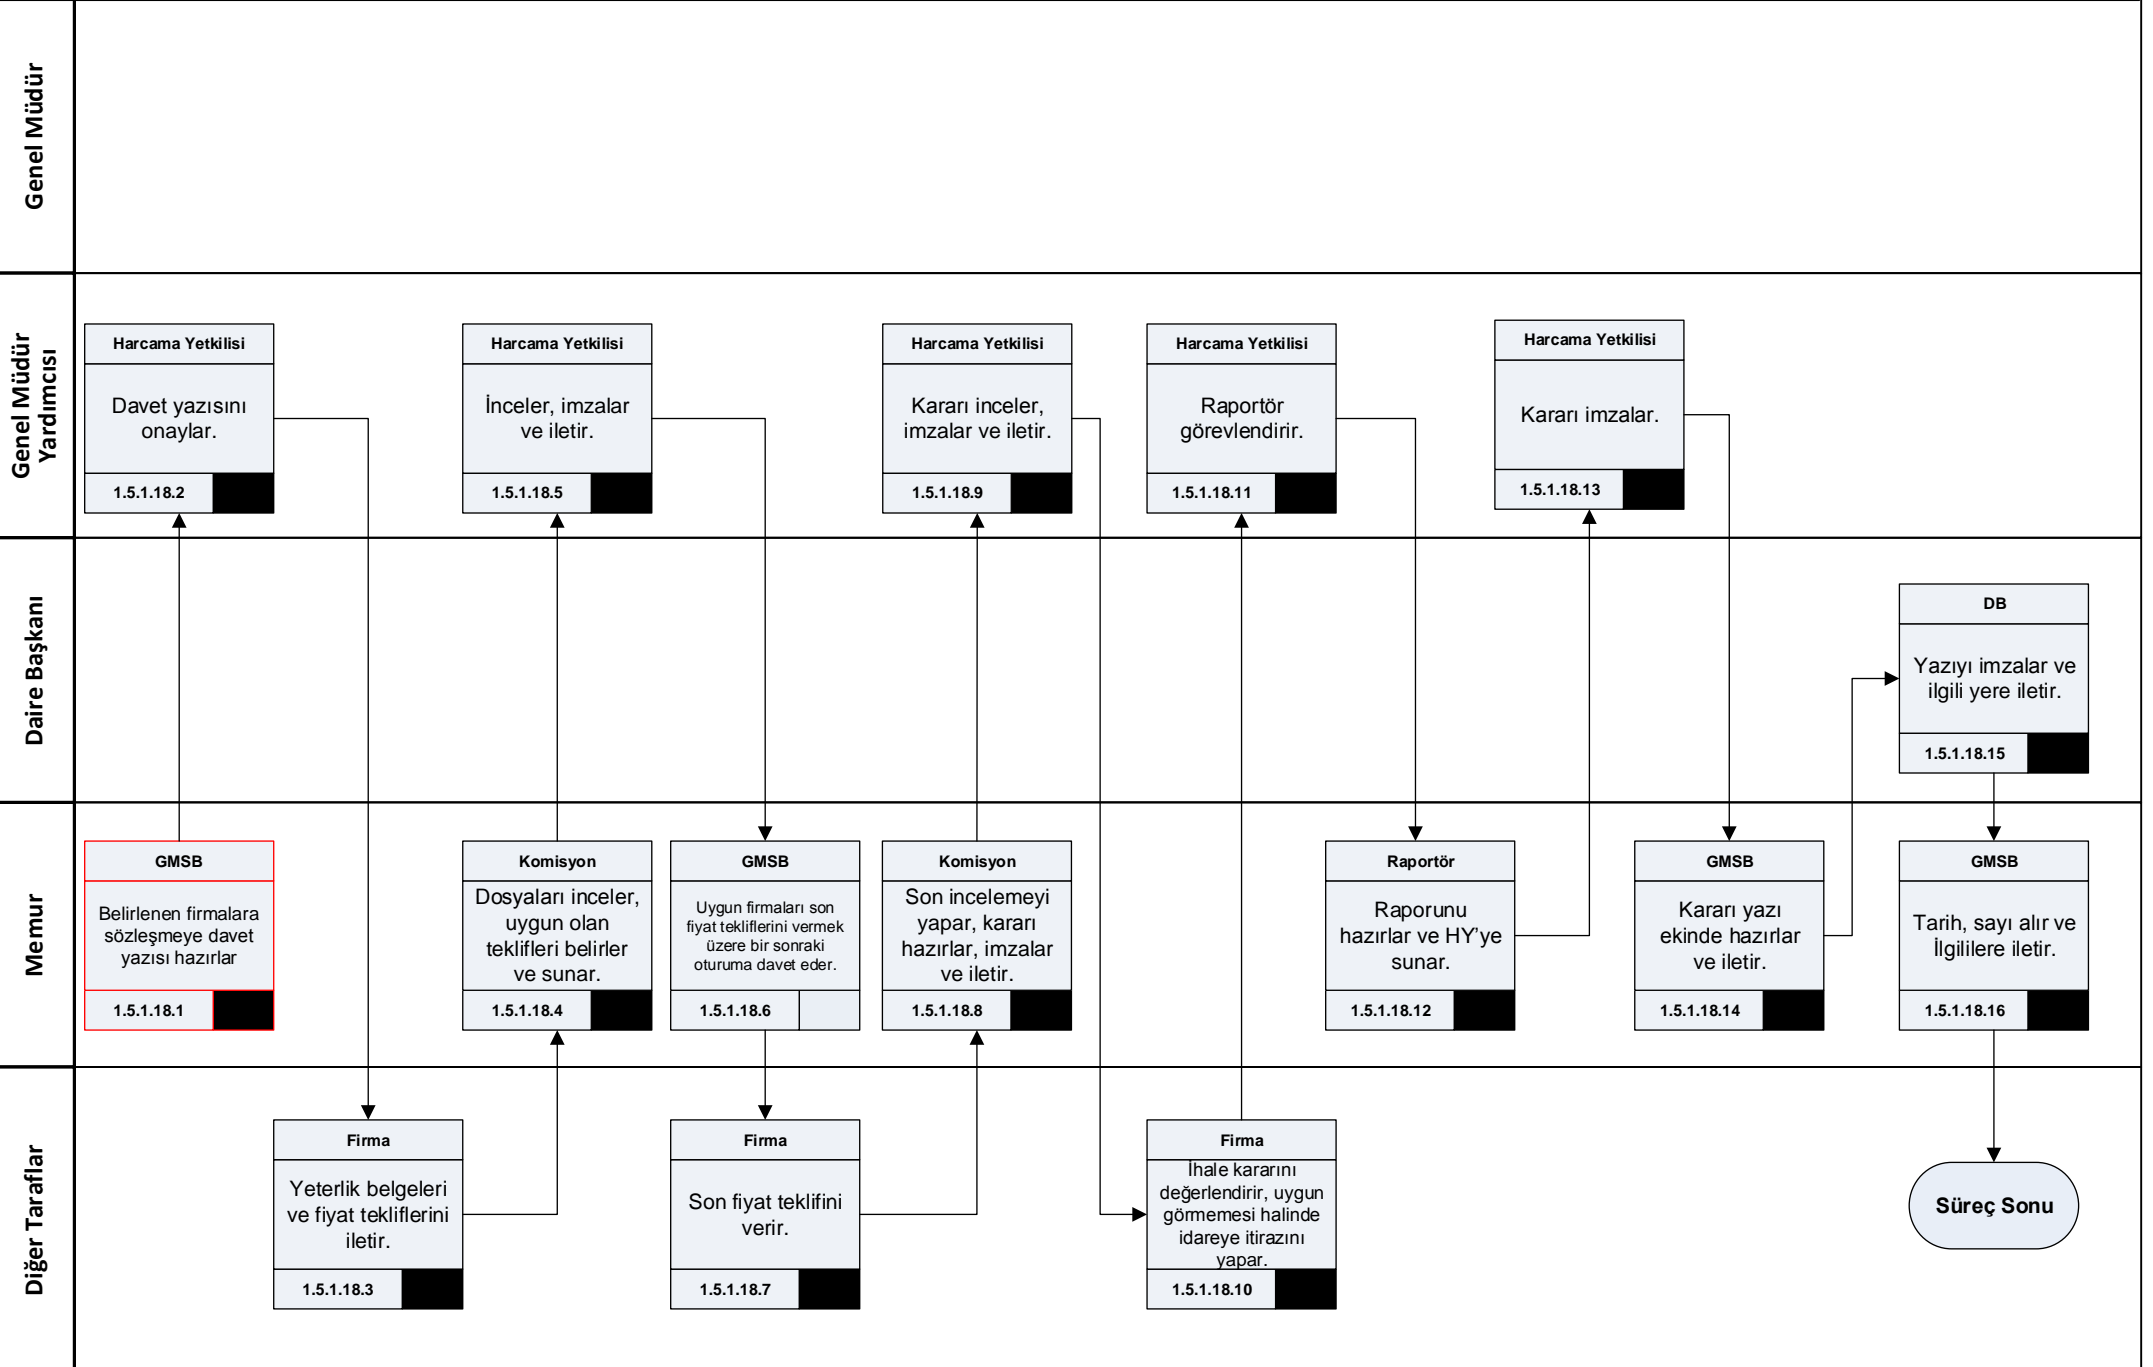 Genel Müdür
Genel Müdür
Yardımcısı
Harcama Yetkilisi
Davet yazısını
onaylar.
1.5.1.18.2
Harcama Yetkilisi
İnceler, imzalar
ve iletir.
1.5.1.18.5
Harcama Yetkilisi
Kararı inceler,
imzalar ve iletir.
1.5.1.18.9
Harcama Yetkilisi
Raportör
görevlendirir.
1.5.1.18.11
Harcama Yetkilisi
Kararı imzalar.
1.5.1.18.13
Daire Başkanı
DB
Yazıyı imzalar ve
ilgili yere iletir.
1.5.1.18.15
Memur
GMSB
Belirlenen firmalara
sözleşmeye davet
yazısı hazırlar
1.5.1.18.1
Komisyon
Dosyaları inceler,
uygun olan
teklifleri belirler
ve sunar.
1.5.1.18.4
GMSB
Uygun firmaları son
fiyat tekliflerini vermek
üzere bir sonraki
oturuma davet eder.
1.5.1.18.6
Komisyon
Son incelemeyi
yapar, kararı
hazırlar, imzalar
ve iletir.
1.5.1.18.8
Raportör
Raporunu
hazırlar ve HY’ye
sunar.
1.5.1.18.12
GMSB
Kararı yazı
ekinde hazırlar
ve iletir.
1.5.1.18.14
GMSB
Tarih, sayı alır ve
İlgililere iletir.
1.5.1.18.16
Diğer Taraflar
Firma
Yeterlik belgeleri
ve fiyat tekliflerini
iletir.
1.5.1.18.3
Firma
Son fiyat teklifini
verir.
1.5.1.18.7
Firma
İhale kararını
değerlendirir, uygun
görmemesi halinde
idareye itirazını
yapar.
1.5.1.18.10
Süreç Sonu